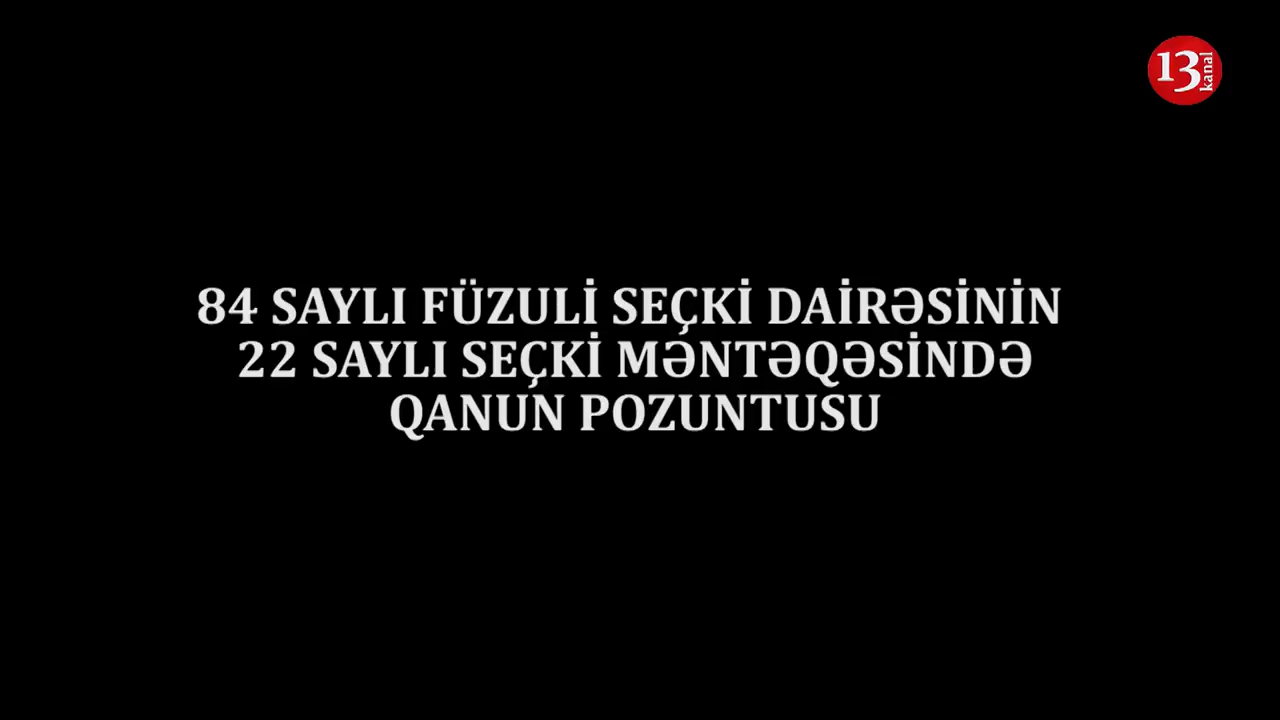 13 kanal
84 SAYLI FÜZULİ SEÇKİ DAİRƏSİNİN
22 SAYLI SEÇKİ MƏNTƏQƏSİNDƏ
QANUN POZUNTUSU